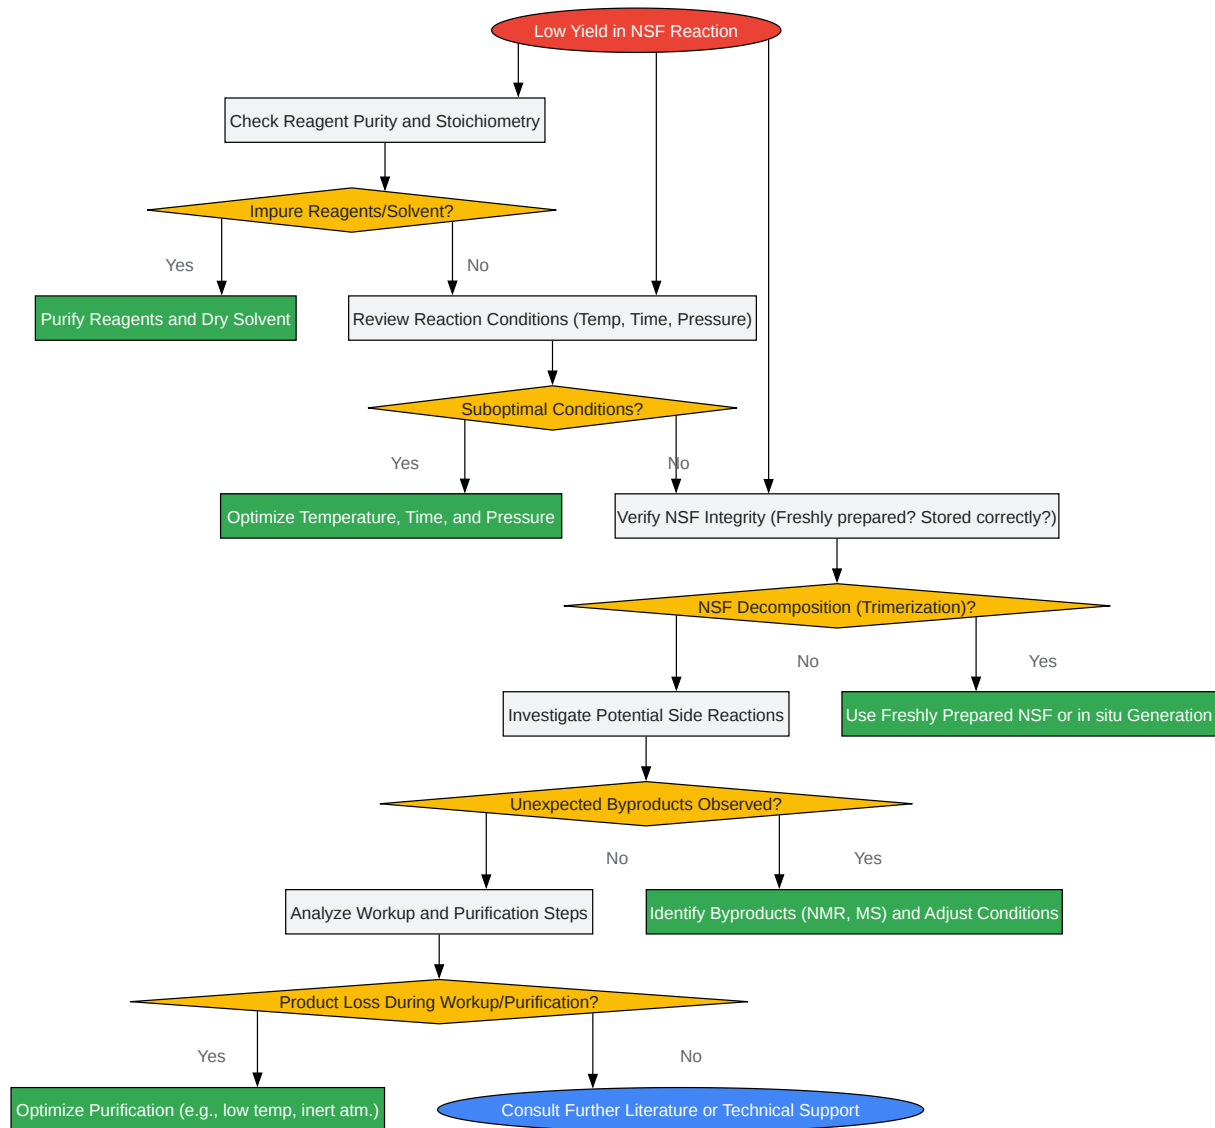 Low Yield in NSF Reaction
Check Reagent Purity and Stoichiometry
Impure Reagents/Solvent?
Yes
No
Purify Reagents and Dry Solvent
Review Reaction Conditions (Temp, Time, Pressure)
Suboptimal Conditions?
Yes
No
Optimize Temperature, Time, and Pressure
Verify NSF Integrity (Freshly prepared? Stored correctly?)
NSF Decomposition (Trimerization)?
No
Yes
Investigate Potential Side Reactions
Use Freshly Prepared NSF or in situ Generation
Unexpected Byproducts Observed?
No
Yes
Analyze Workup and Purification Steps
Identify Byproducts (NMR, MS) and Adjust Conditions
Product Loss During Workup/Purification?
Yes
No
Optimize Purification (e.g., low temp, inert atm.)
Consult Further Literature or Technical Support